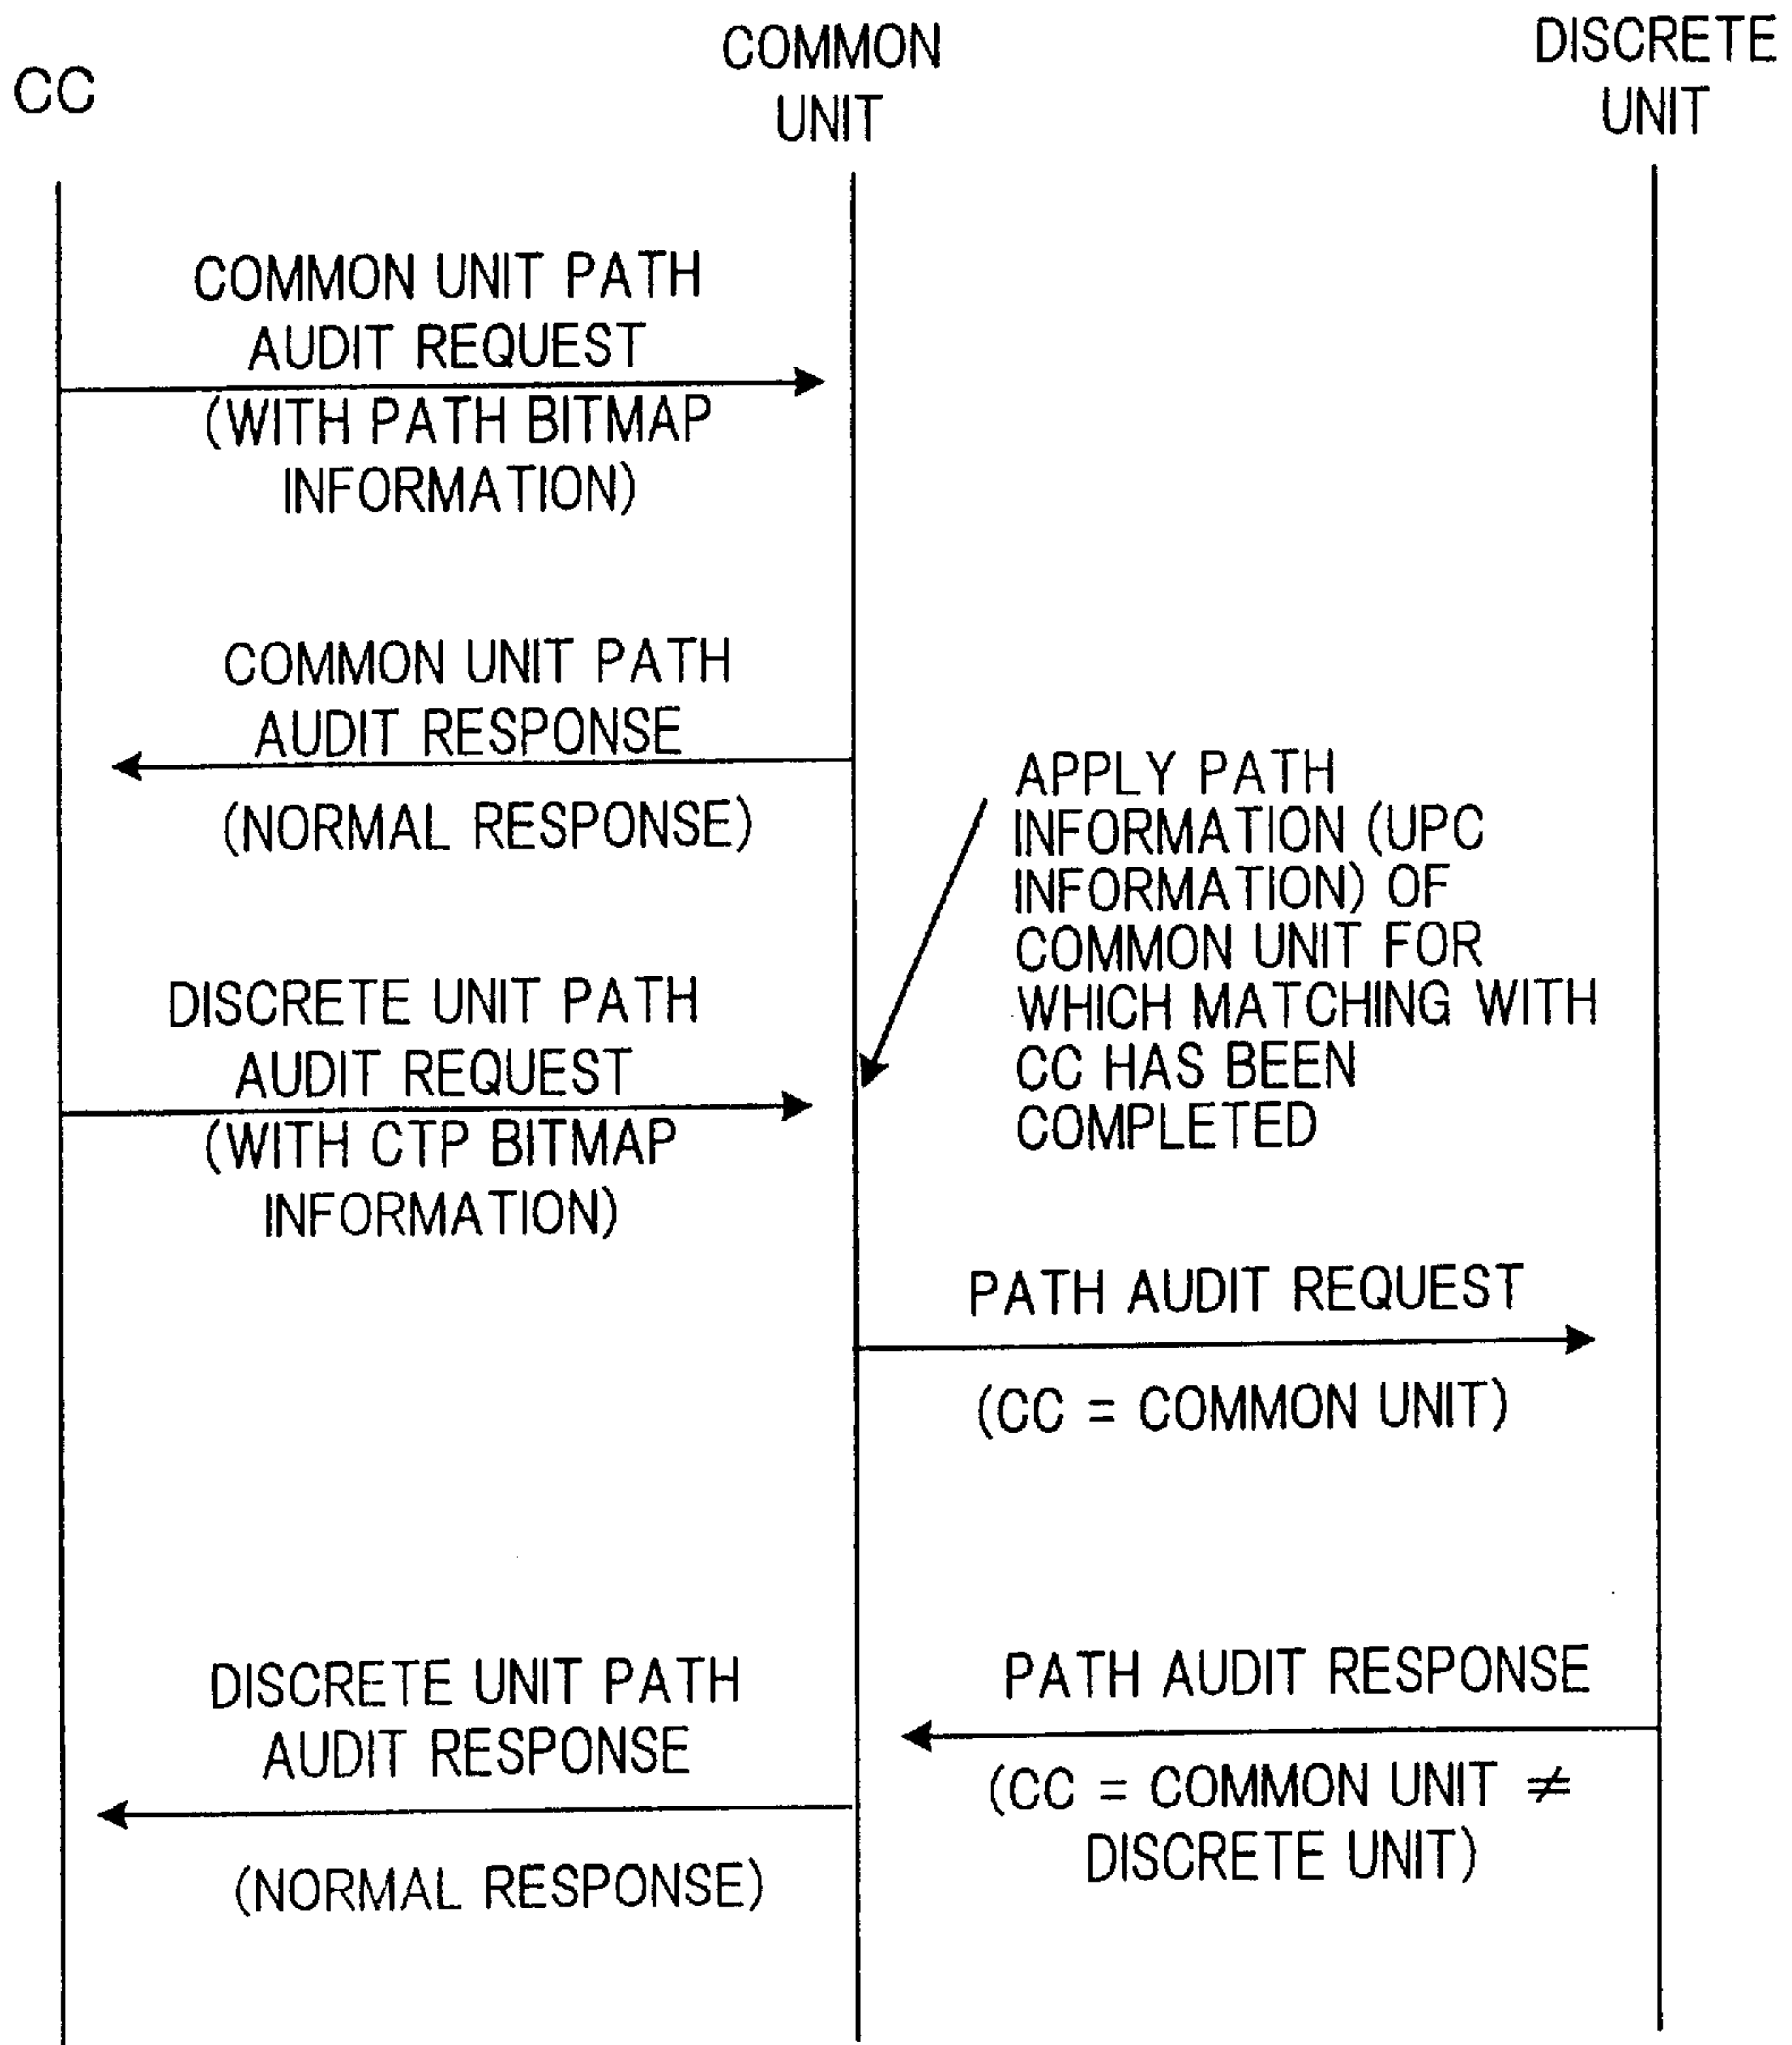 CC
COMMON
UNIT
DISCRETE
UNIT
COMMON UNIT PATH
AUDIT REQUEST
(WITH PATH BITMAP
INFORMATION)
COMMON UNIT PATH
AUDIT RESPONSE
(NORMAL RESPONSE)
APPLY PATH
INFORMATION (UPC
INFORMATION) OF
COMMON UNIT FOR
WHICH MATCHING WITH
CC HAS BEEN
COMPLETED
DISCRETE UNIT PATH
AUDIT REQUEST
(WITH CTP BITMAP
INFORMATION)
PATH AUDIT REQUEST
(CC = COMMON UNIT)
PATH AUDIT RESPONSE
(CC = COMMON UNIT ≠
DISCRETE UNIT)
DISCRETE UNIT PATH
AUDIT RESPONSE
(NORMAL RESPONSE)